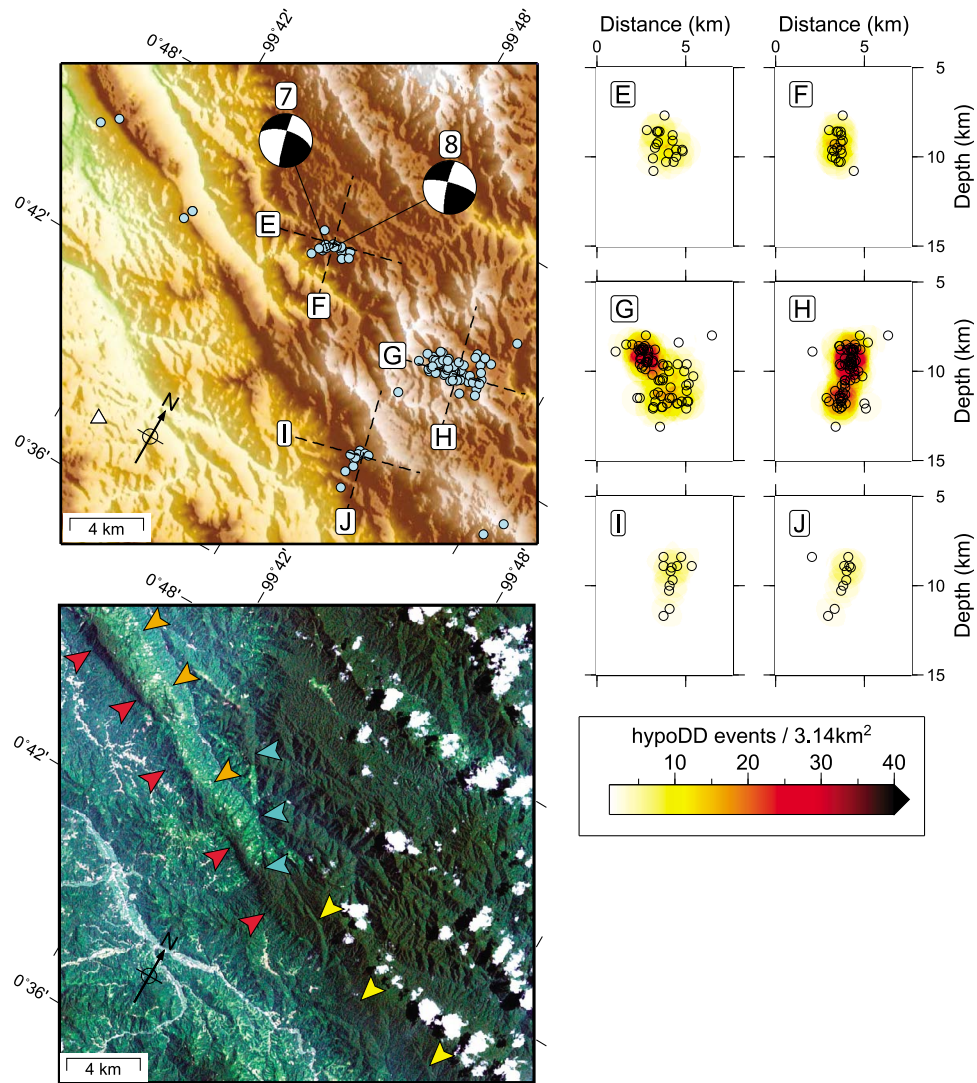 0°48'
99°42'
99°48'
7
8
0°42'
E
F
G
H
I
J
N
0°36'
4 km
0°48'
99°42'
99°48'
0°42'
N
0°36'
4 km
Distance (km)
Distance (km)
0 5
0 5
E
F
5
10
15
Depth (km)
G
H
5
10
15
Depth (km)
I
J
5
10
15
Depth (km)
hypoDD events / 3.14km²
10 20 30 40